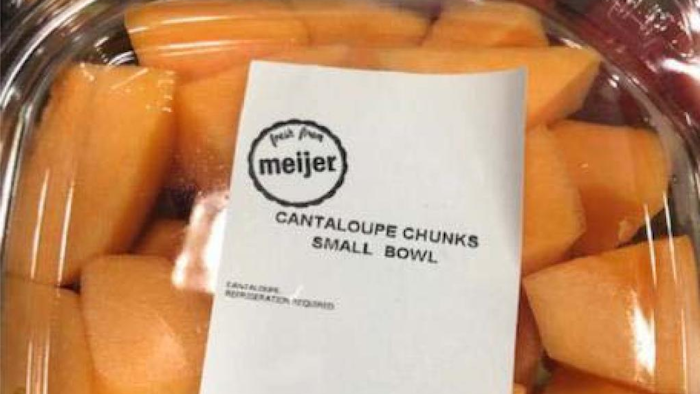 fresh from
meijer
CANTALOUPE CHUNKS
SMALL BOWL
CANTALOUPE
REFRIGERATION REQUIRED